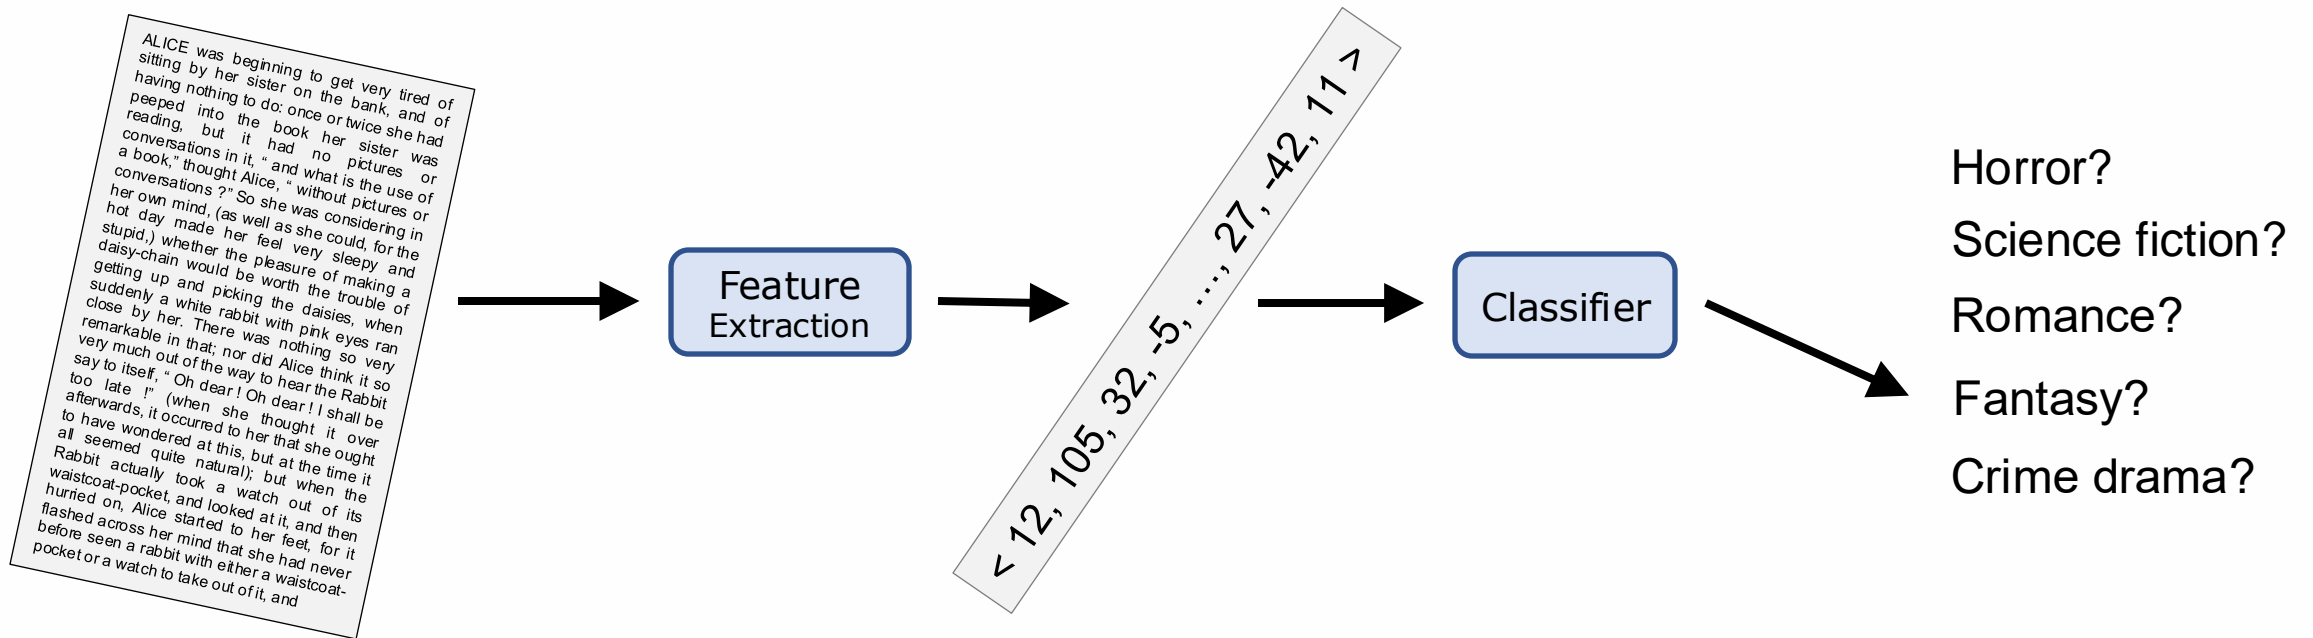 ALICE was beginning to get very tired of
sitting by her sister on the bank, and of
having nothing to do: once or twice she had
peeped into the book her sister was
reading, but it had no pictures or
conversations in it, “ and what is the use of
a book,” thought Alice, “ without pictures or
conversations ?” So she was considering in
her own mind, (as well as she could, for the
hot day made her feel very sleepy and
stupid,) whether the pleasure of making a
daisy-chain would be worth the trouble of
getting up and picking the daisies, when
suddenly a white rabbit with pink eyes ran
close by her. There was nothing so very
remarkable in that; nor did Alice think it so
very much out of the way to hear the Rabbit
say to itself, “ Oh dear ! Oh dear ! I shall be
too late !” (when she thought it over
afterwards, it occurred to her that she ought
to have wondered at this, but at the time it
all seemed quite natural); but when the
Rabbit actually took a watch out of its
waistcoat-pocket, and looked at it, and then
hurried on, Alice started to her feet, for it
flashed across her mind that she had never
before seen a rabbit with either a waistcoat-
pocket or a watch to take out of it, and
Feature
Extraction
< 12, 105, 32, -5, ..., 27, -42, 11 >
Classifier
Horror?
Science fiction?
Romance?
Fantasy?
Crime drama?